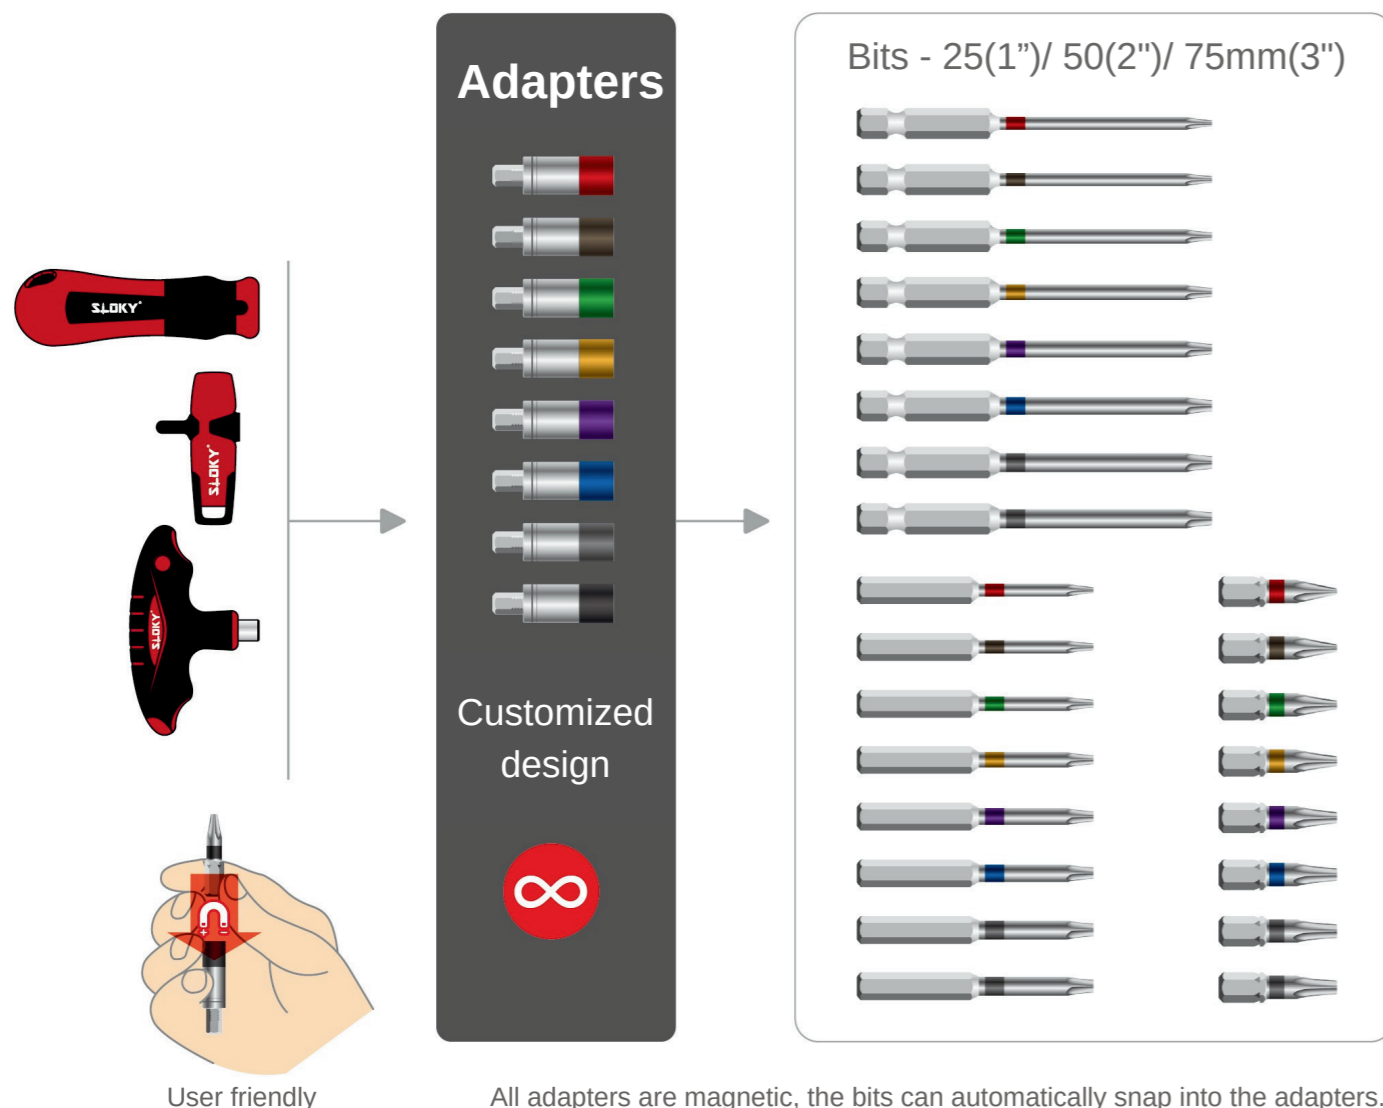 Adapters
Bits - 25(1”)/ 50(2")/ 75mm(3")
SLOKY
SLOKY
SLOKY
Customized
design
User friendly
All adapters are magnetic, the bits can automatically snap into the adapters.